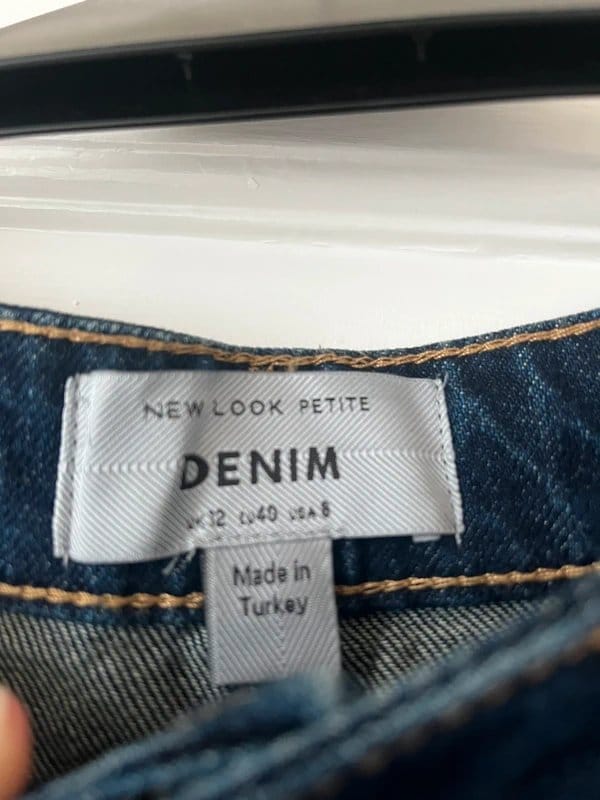 NEW LOOK PETITE
DENIM
UK 12 EU 40 USA 8
Made in
Turkey